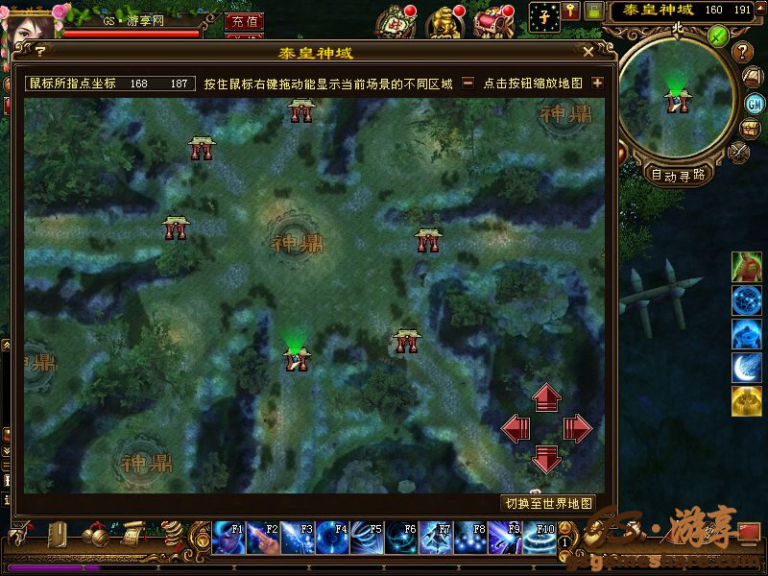 GS·游享网
充值
泰皇神域 160 191
北
泰皇神域
鼠标所指点坐标 168 187
按住鼠标右键拖动能显示当前场景的不同区域
点击按钮缩放地图
GM
自动寻路
神鼎
神鼎
神鼎
神鼎
切换至世界地图
F1 F2 F3 F4 F5 F6 F7 F8 F9 F10
1
GS·游享